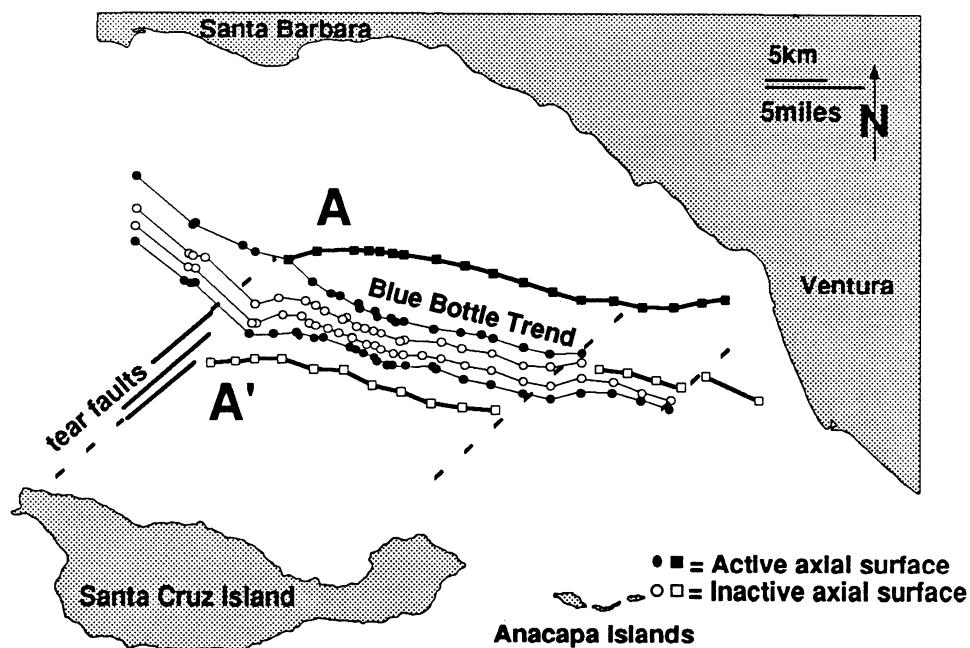 Santa Barbara
5km
5miles
N
A
Blue Bottle Trend
Ventura
tear faults
A'
Santa Cruz Island
= Active axial surface
= Inactive axial surface
Anacapa Islands